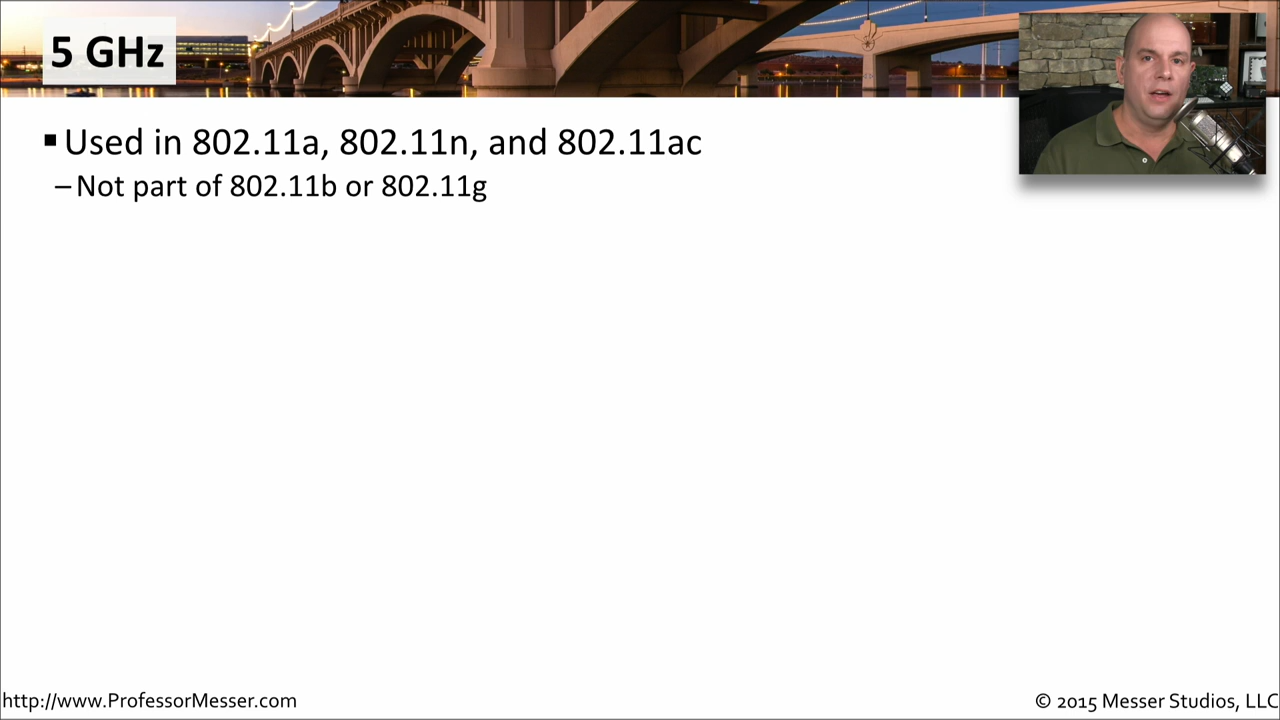 5 GHz
▪ Used in 802.11a, 802.11n, and 802.11ac
– Not part of 802.11b or 802.11g
http://www.ProfessorMesser.com
© 2015 Messer Studios, LLC